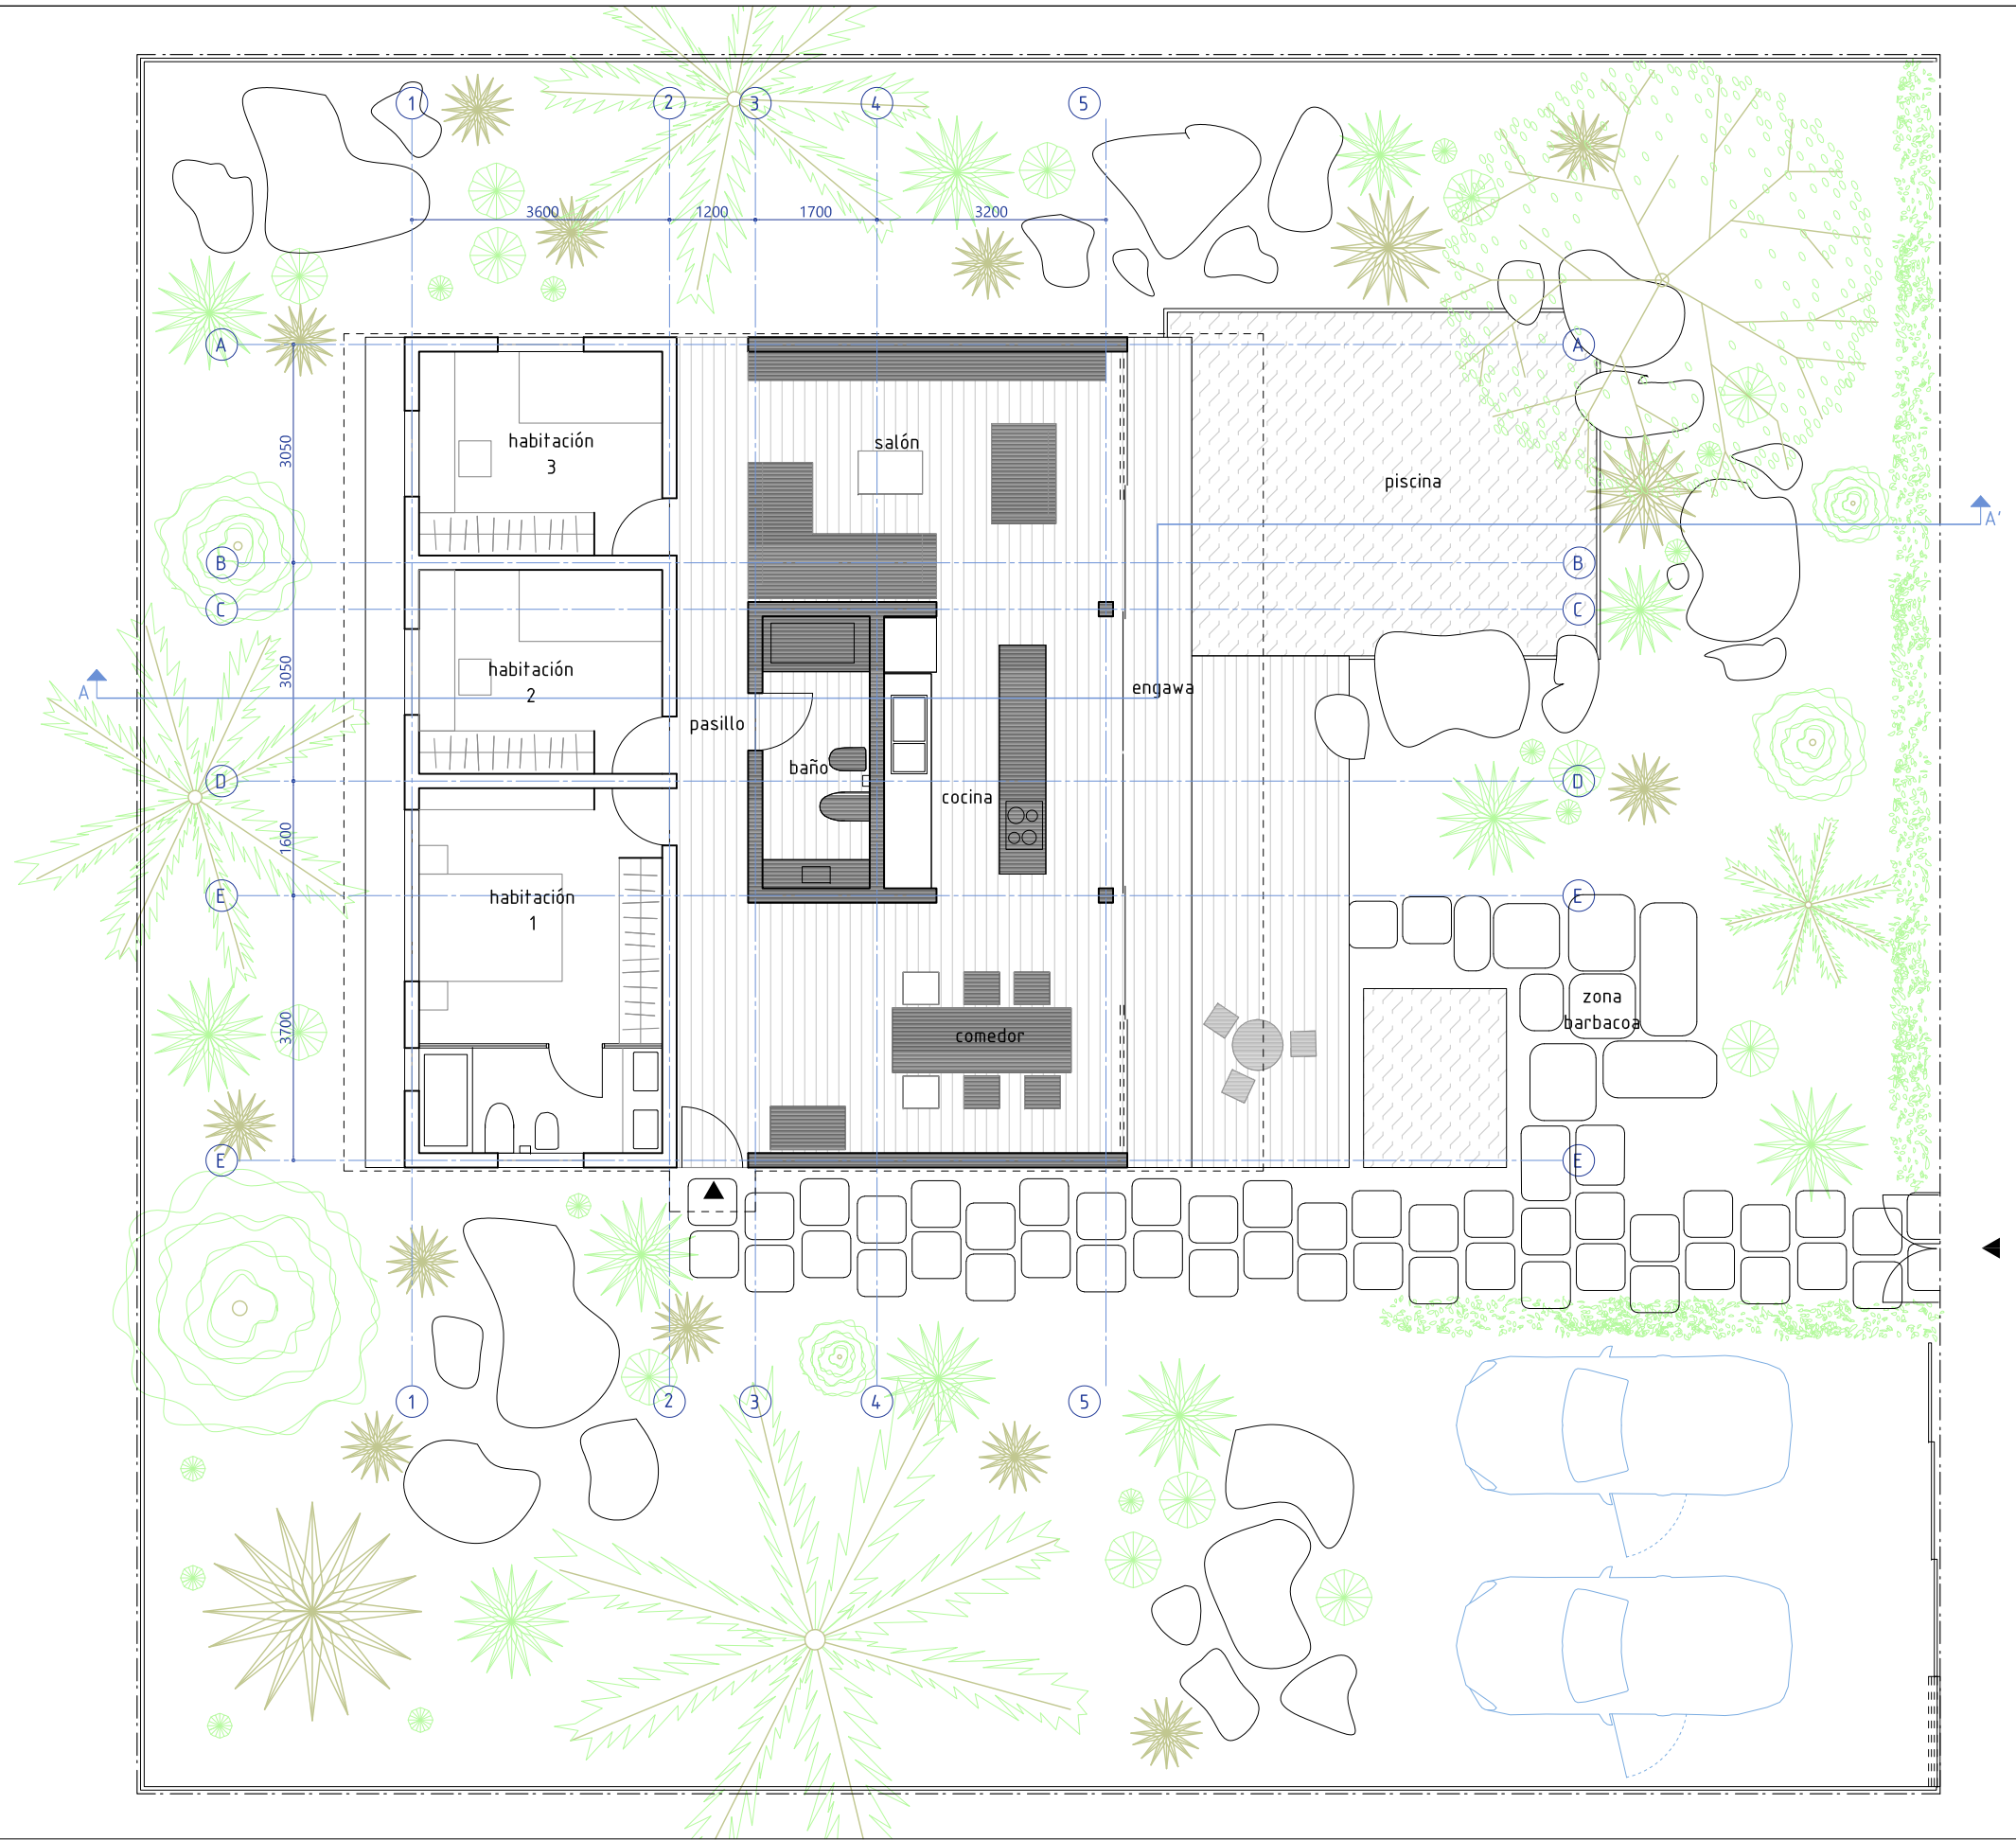 1 2 3 4 5
3600 1200 1700 3200
A A
3050
habitación
3
salón
piscina
A'
B B
C C
3050
habitación
2
A
engawa
pasillo
baño
D D
cocina
1600
habitación
1
E E
zona
barbacoa
3700
comedor
E E
1 2 3 4 5